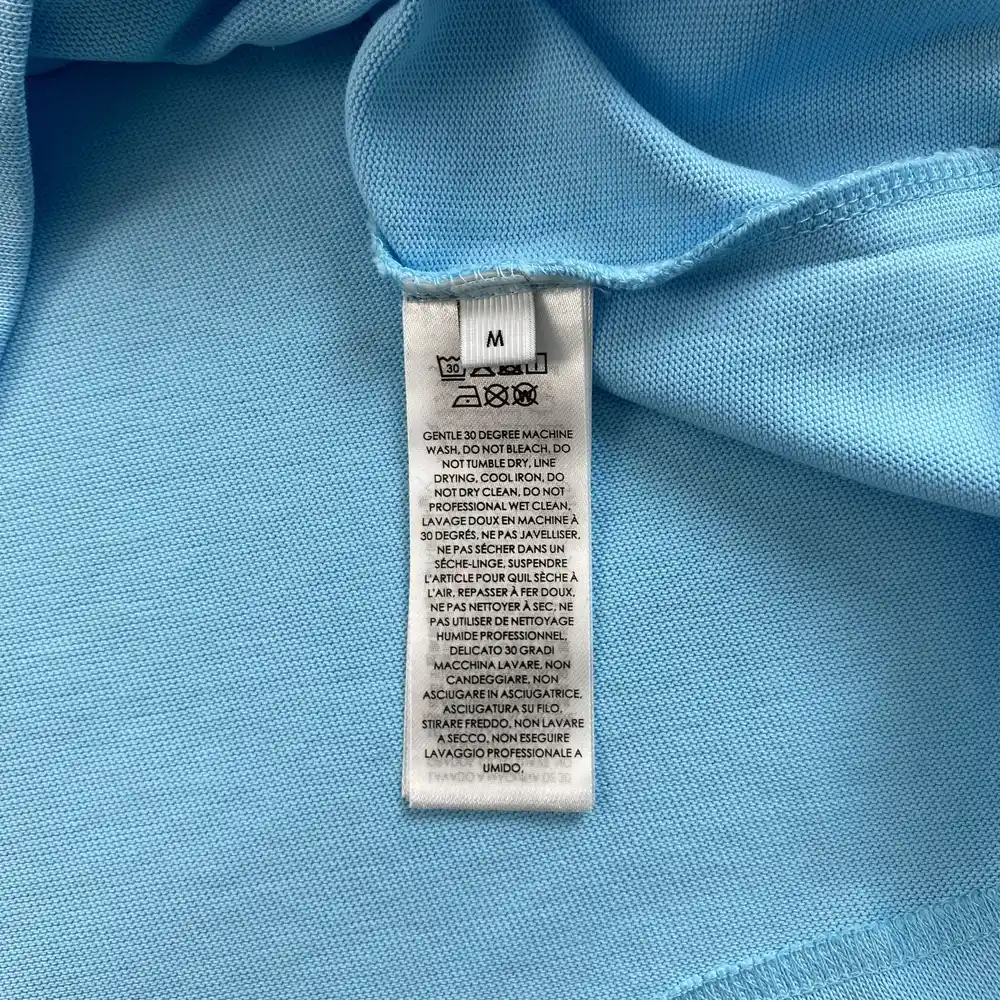 M
30
W
GENTLE 30 DEGREE MACHINE
WASH, DO NOT BLEACH, DO
NOT TUMBLE DRY, LINE
DRYING, COOL IRON, DO
NOT DRY CLEAN, DO NOT
PROFESSIONAL WET CLEAN,
LAVAGE DOUX EN MACHINE À
30 DEGRÉS, NE PAS JAVELLISER,
NE PAS SÉCHER DANS UN
SÉCHE-LINGE, SUSPENDRE
L'ARTICLE POUR QUIL SÈCHE À
L'AIR, REPASSER À FER DOUX,
NE PAS NETTOYER À SEC, NE
PAS UTILISER DE NETTOYAGE
HUMIDE PROFESSIONNEL,
DELICATO 30 GRADI
MACCHINA LAVARE, NON
CANDEGGIARE, NON
ASCIUGARE IN ASCIUGATRICE,
ASCIUGATURA SU FILO,
STIRARE FREDDO, NON LAVARE
A SECCO, NON ESEGUIRE
LAVAGGIO PROFESSIONALE A
UMIDO,